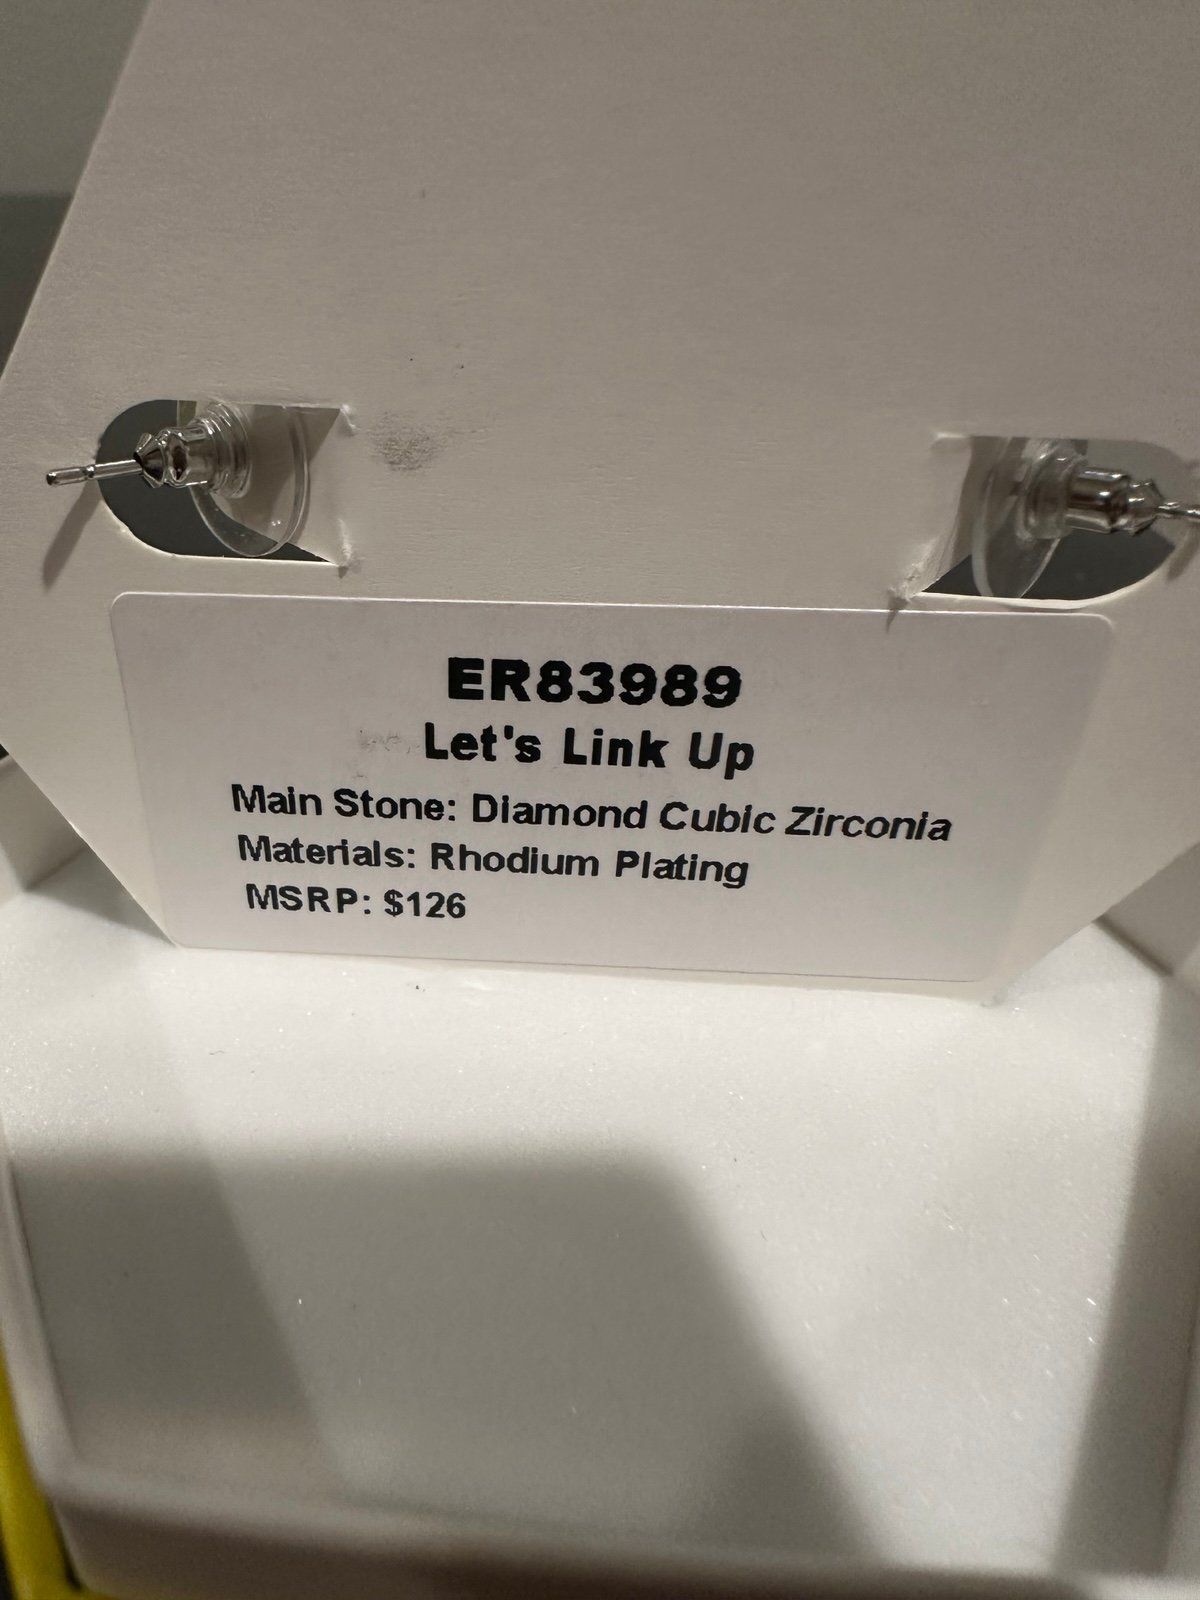 ER83989
Let's Link Up
Main Stone: Diamond Cubic Zirconia
Materials: Rhodium Plating
MSRP: $126